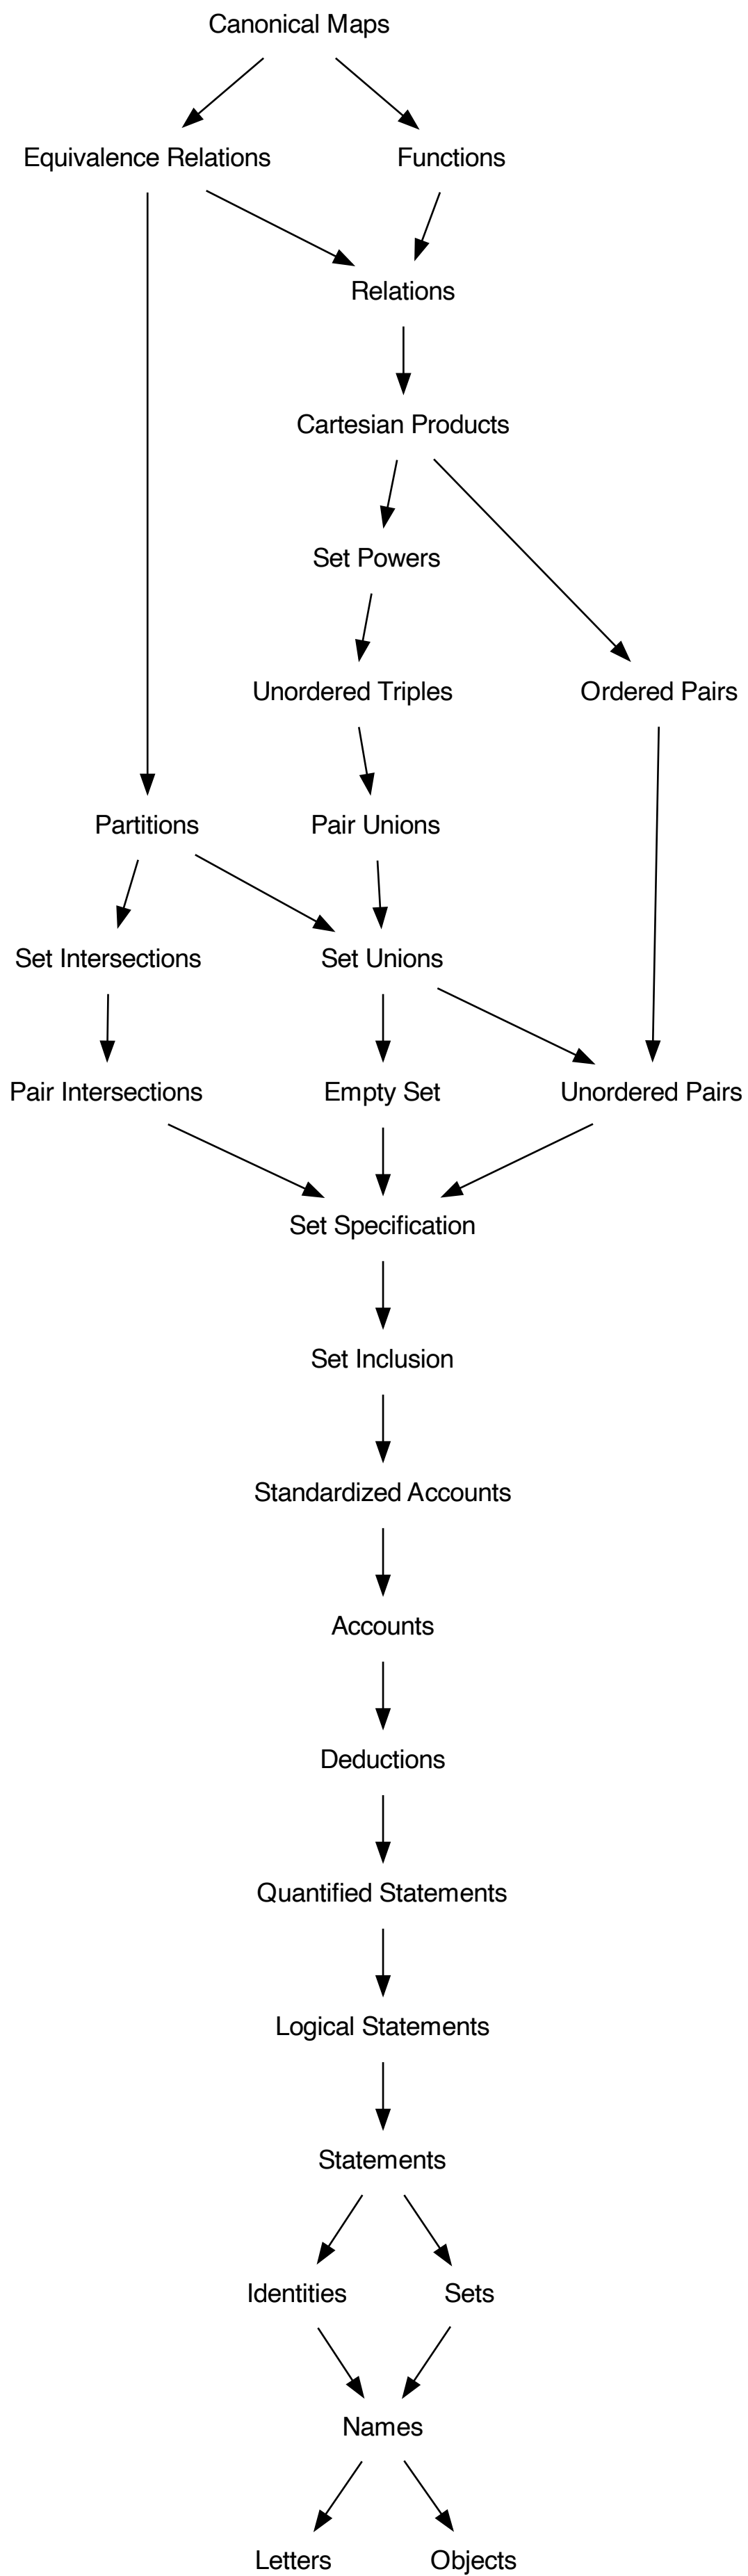 Canonical Maps
Equivalence Relations
Functions
Relations
Cartesian Products
Set Powers
Unordered Triples
Ordered Pairs
Partitions
Pair Unions
Set Intersections
Set Unions
Pair Intersections
Empty Set
Unordered Pairs
Set Specification
Set Inclusion
Standardized Accounts
Accounts
Deductions
Quantified Statements
Logical Statements
Statements
Identities
Sets
Names
Letters
Objects